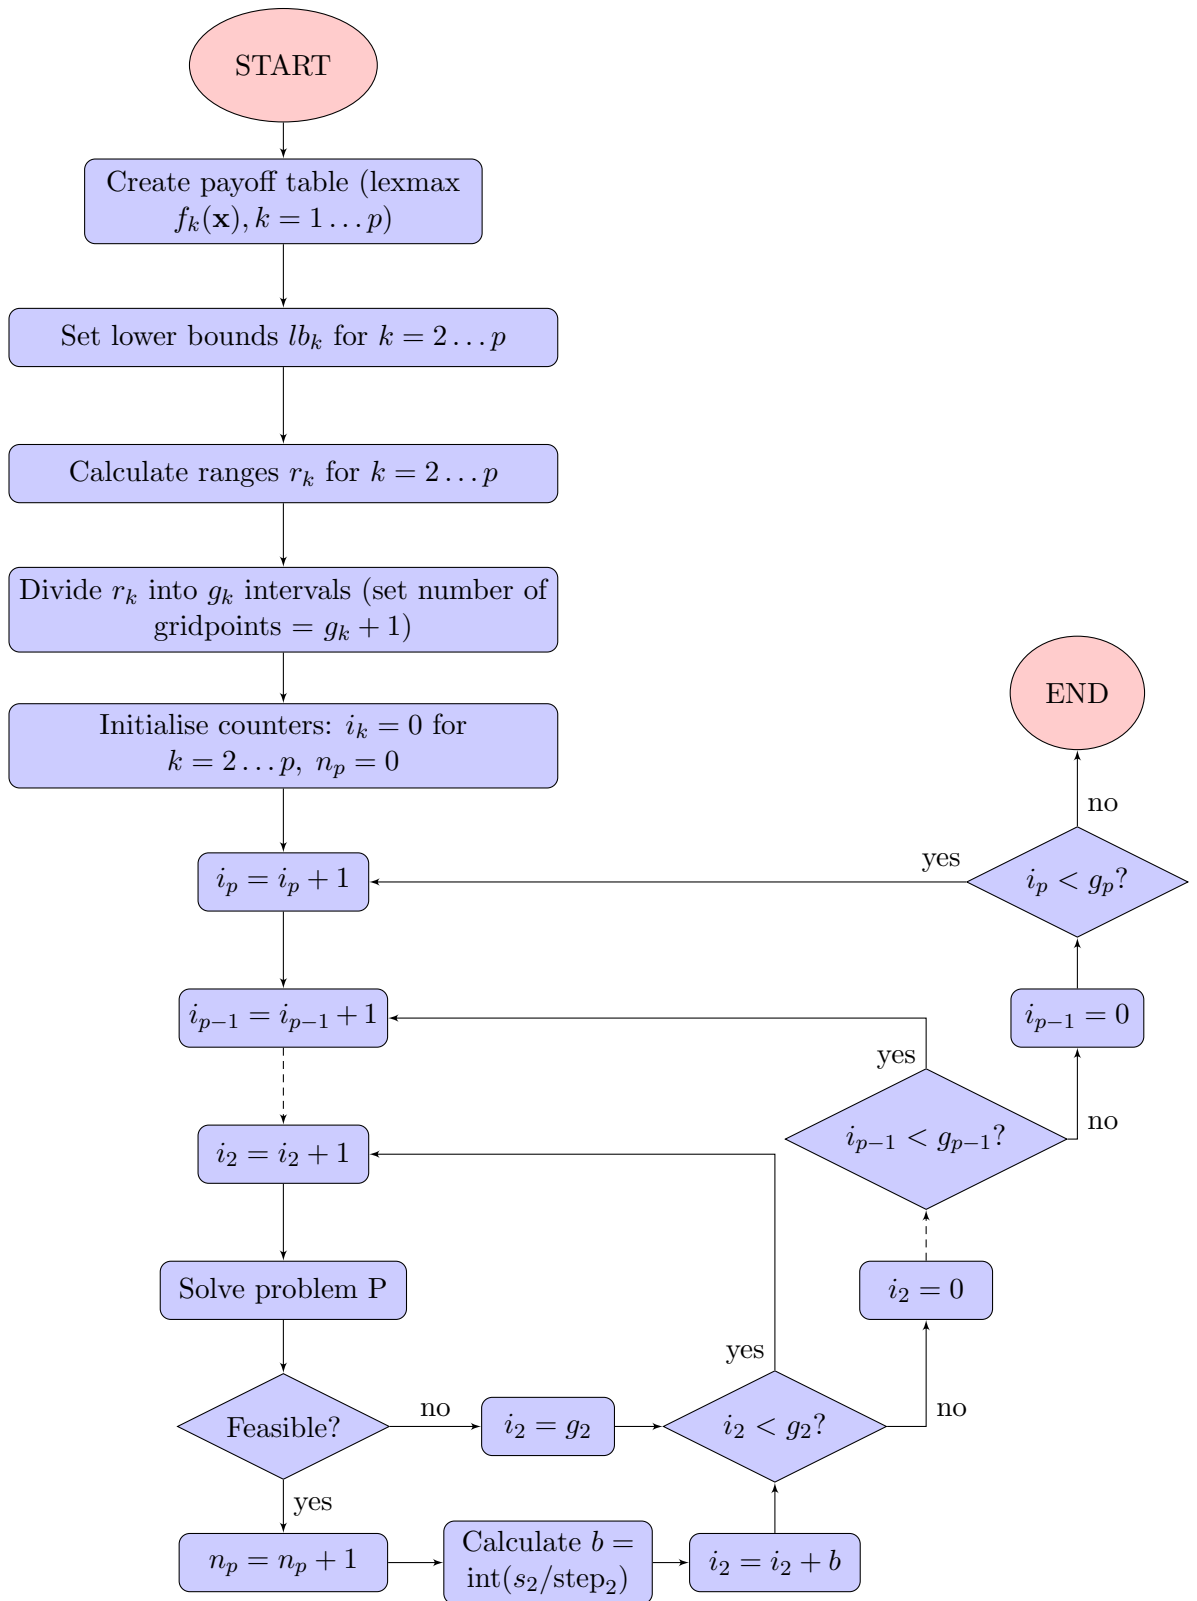 START
Create payoff table (lexmax
f_k(x), k = 1 … p)
Set lower bounds lb_k for k = 2 … p
Calculate ranges r_k for k = 2 … p
Divide r_k into g_k intervals (set number of
gridpoints = g_k + 1)
END
Initialise counters: i_k = 0 for
k = 2 … p, n_p = 0
no
yes
i_p = i_p + 1
i_p < g_p?
i_{p−1} = i_{p−1} + 1
i_{p−1} = 0
yes
no
i_{p−1} < g_{p−1}?
i_2 = i_2 + 1
Solve problem P
i_2 = 0
yes
no
no
Feasible?
i_2 = g_2
i_2 < g_2?
yes
n_p = n_p + 1
Calculate b =
int(s_2/step_2)
i_2 = i_2 + b